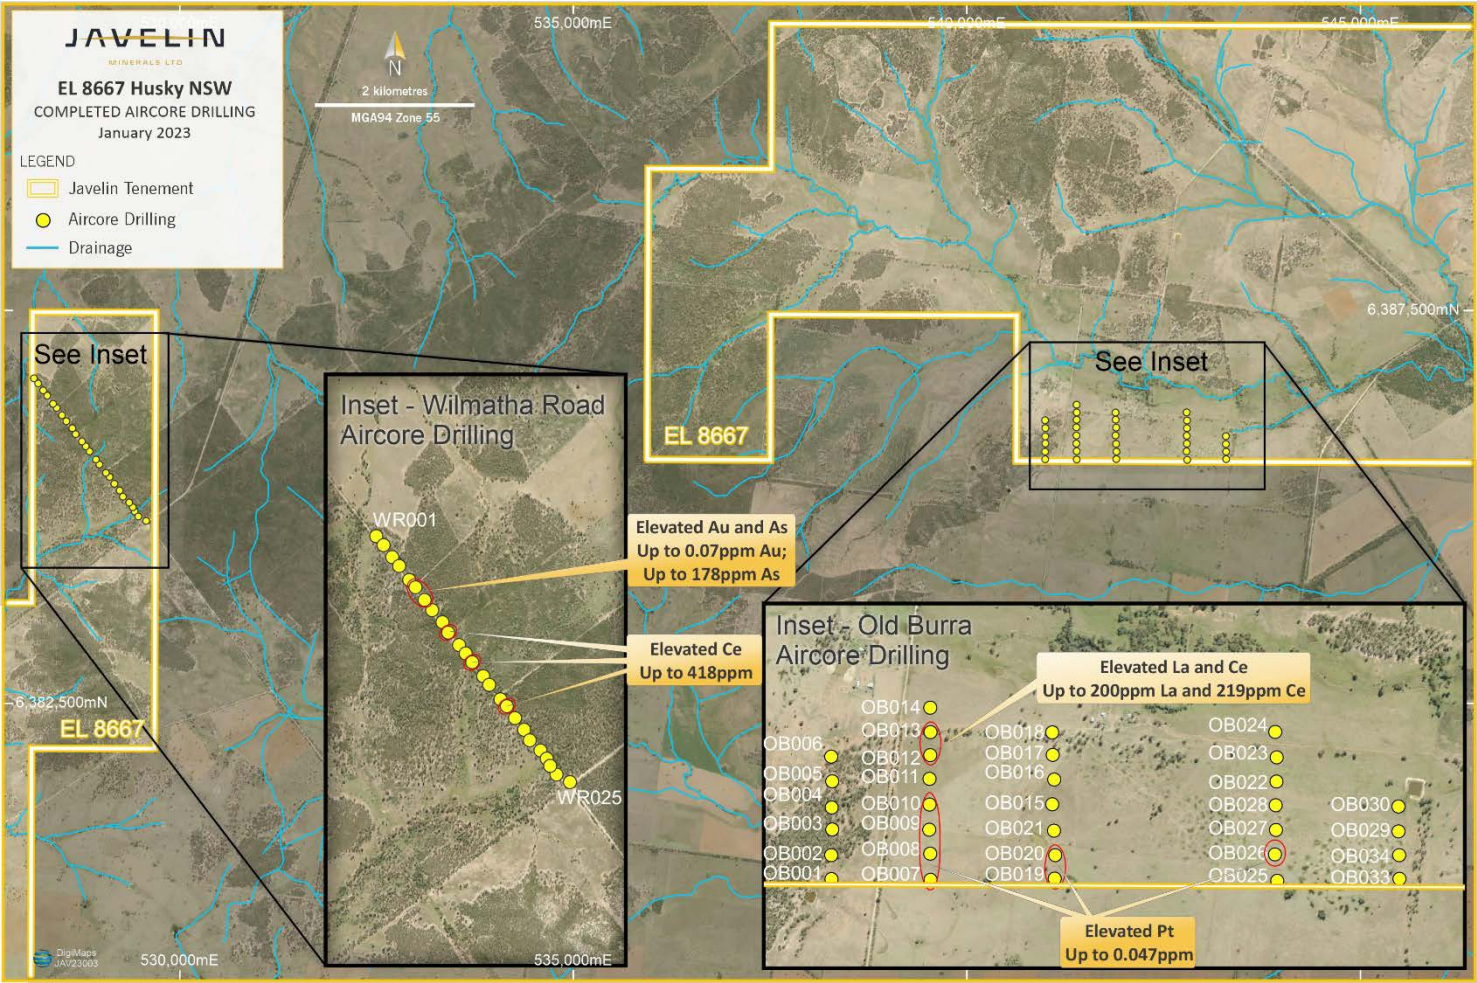 JAVELIN
MINERALS LTD
EL 8667 Husky NSW
COMPLETED AIRCORE DRILLING
January 2023
LEGEND
Javelin Tenement
Aircore Drilling
Drainage
N
2 kilometres
MGA94 Zone 55
530,000mE
535,000mE
540,000mE
545,000mE
6,387,500mN
See Inset
See Inset
EL 8667
Inset - Wilmatha Road
Aircore Drilling
WR001
WR025
Elevated Au and As
Up to 0.07ppm Au;
Up to 178ppm As
Elevated Ce
Up to 418ppm
6,382,500mN
EL 8667
Inset - Old Burra
Aircore Drilling
Elevated La and Ce
Up to 200ppm La and 219ppm Ce
OB014
OB013
OB012
OB011
OB010
OB009
OB008
OB007
OB006
OB005
OB004
OB003
OB002
OB001
OB018
OB017
OB016
OB015
OB021
OB020
OB019
OB024
OB023
OB022
OB028
OB027
OB026
OB025
OB030
OB029
OB034
OB033
Elevated Pt
Up to 0.047ppm
DigiMaps
JAV23003
530,000mE
535,000mE